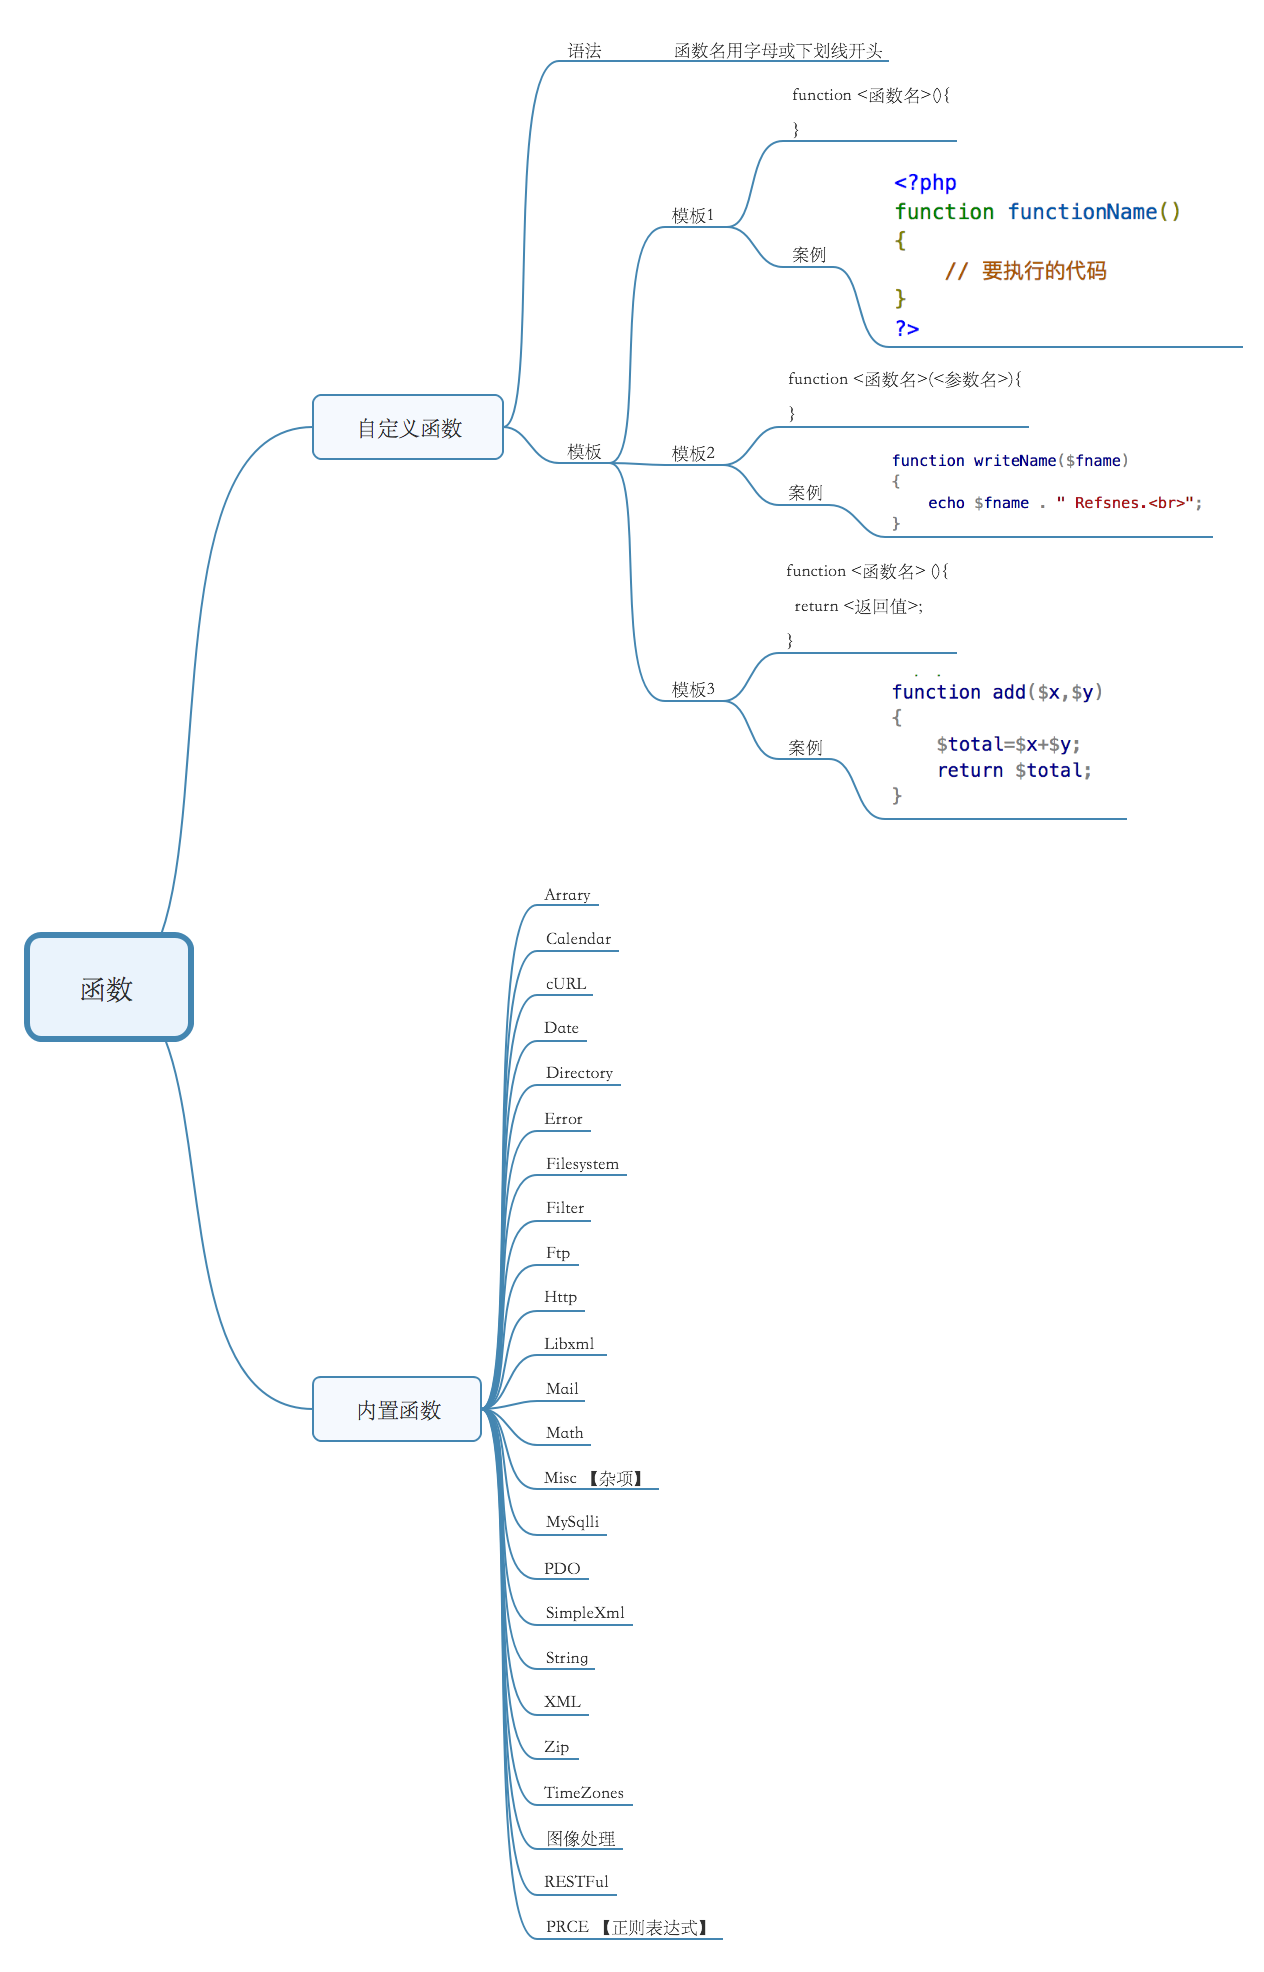 函数
自定义函数
语法
函数名用字母或下划线开头
模板
模板1
function <函数名>(){
}
案例
<?php
function functionName()
{
// 要执行的代码
}
?>
模板2
function <函数名>(<参数名>){
}
案例
function writeName($fname)
{
echo $fname . " Refsnes.<br>";
}
模板3
function <函数名> (){
return <返回值>;
}
案例
function add($x,$y)
{
$total=$x+$y;
return $total;
}
内置函数
Arrary
Calendar
cURL
Date
Directory
Error
Filesystem
Filter
Ftp
Http
Libxml
Mail
Math
Misc 【杂项】
MySqlli
PDO
SimpleXml
String
XML
Zip
TimeZones
图像处理
RESTFul
PRCE 【正则表达式】